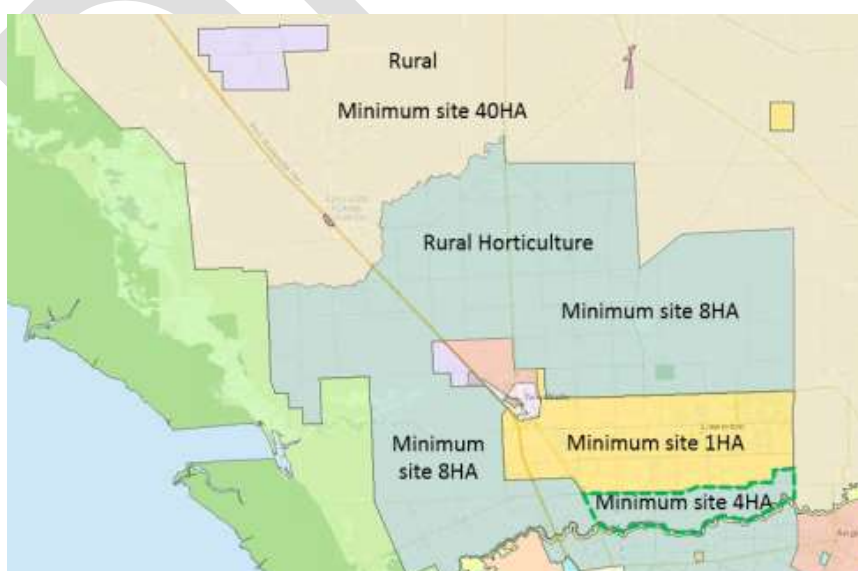 Rural
Minimum site 40HA
Rural Horticulture
Minimum site 8HA
Minimum
site 8HA
Minimum site 1HA
Minimum site 4HA